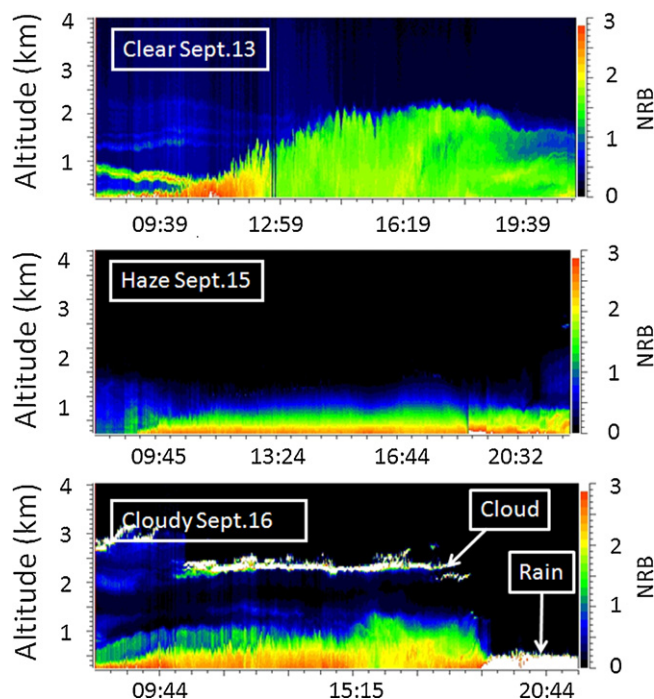 4
Clear Sept.13
3
2
1
Altitude (km)
3
2
1
0
NRB
09:39 12:59 16:19 19:39
4
Haze Sept.15
3
2
1
Altitude (km)
3
2
1
0
NRB
09:45 13:24 16:44 20:32
4
Cloudy Sept.16
3
2
1
Altitude (km)
Cloud
Rain
3
2
1
0
NRB
09:44 15:15 20:44